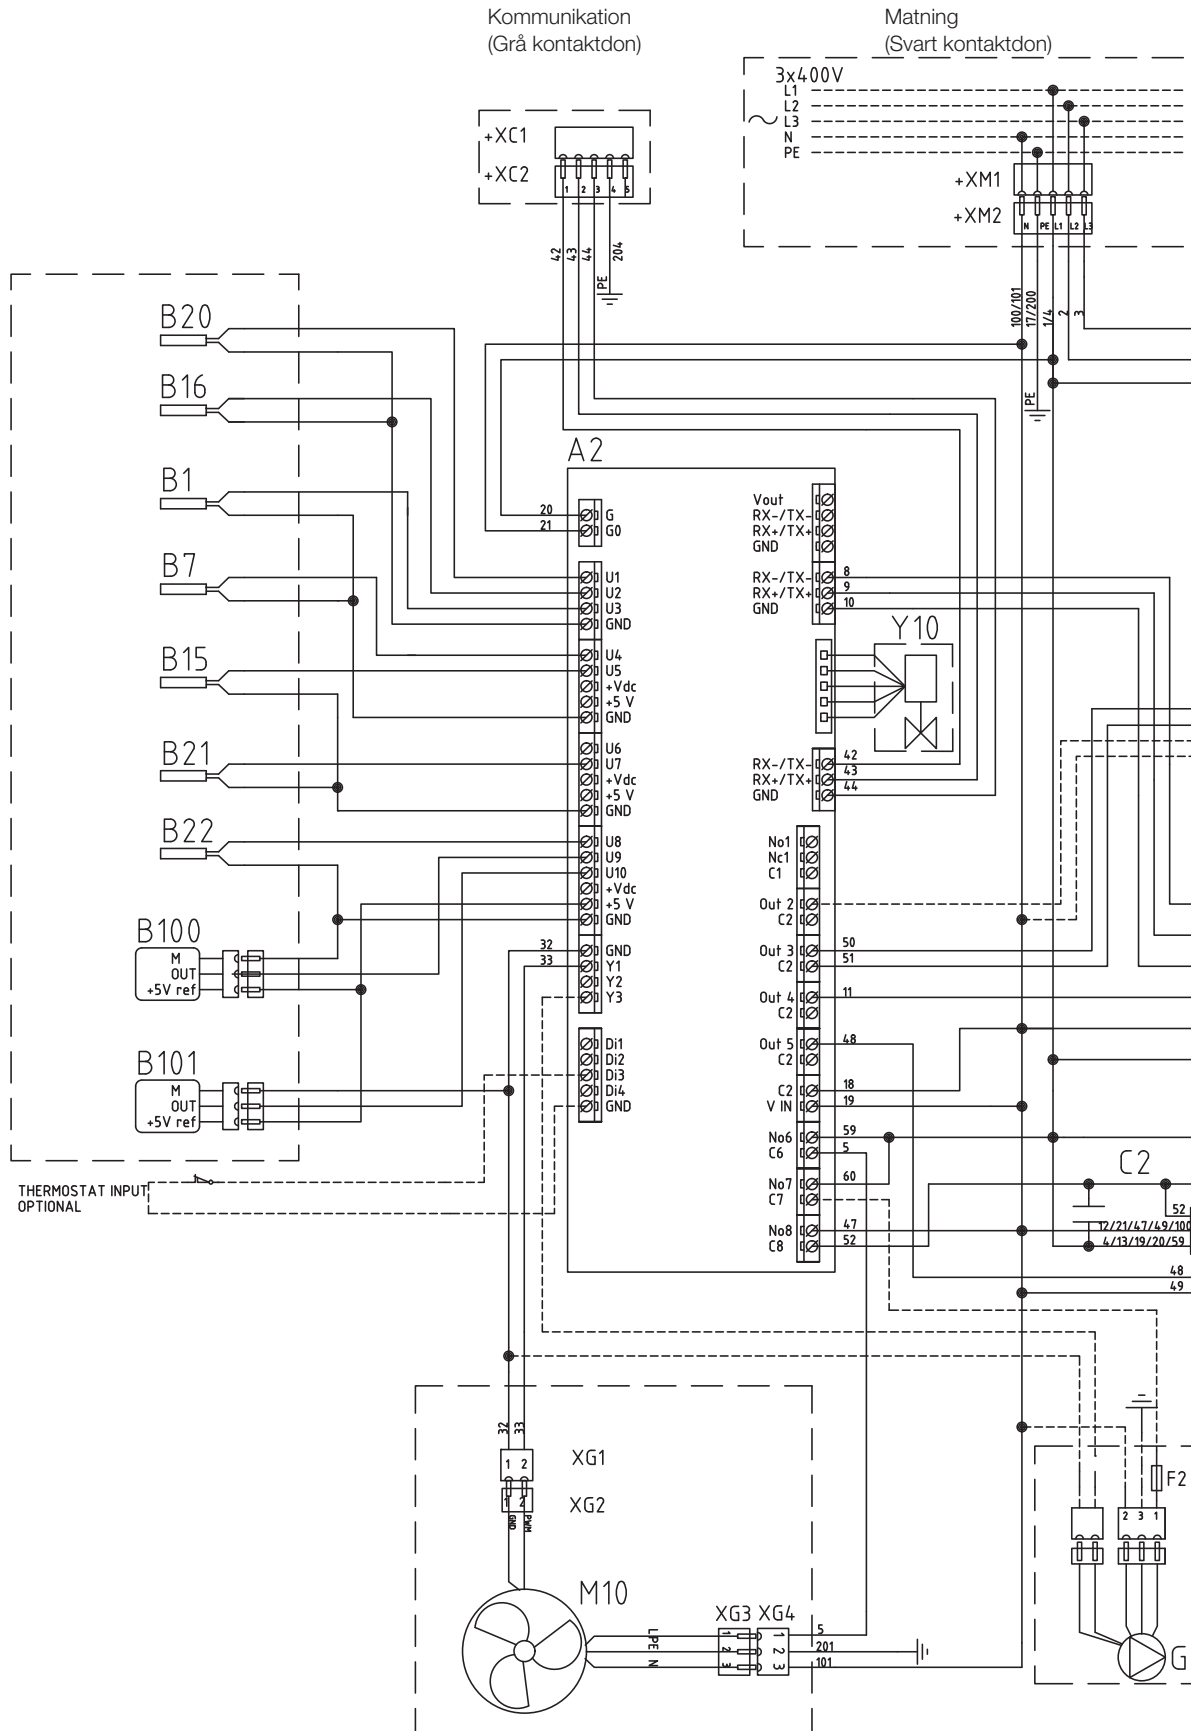 Kommunikation
(Grå kontaktdon)
Matning
(Svart kontaktdon)
3x400V
L1
L2
L3
N
PE
+XC1
+XC2
1 2 3 4 5
+XM1
+XM2
N PE L1 L2 L3
42
43
44
204
PE
100/101
17/200
1/4
2
3
PE
B20
B16
B1
B7
B15
B21
B22
B100
M
OUT
+5V ref
B101
M
OUT
+5V ref
THERMOSTAT INPUT
OPTIONAL
A2
20 G
21 G0
U1
U2
U3
GND
U4
U5
+Vdc
+5 V
GND
U6
U7
+Vdc
+5 V
GND
U8
U9
U10
+Vdc
+5 V
GND
32 GND
33 Y1
Y2
Y3
Di1
Di2
Di3
Di4
GND
Vout
RX-/TX-
RX+/TX+
GND
RX-/TX- 8
RX+/TX+ 9
GND 10
Y10
RX-/TX- 42
RX+/TX+ 43
GND 44
No1
Nc1
C1
Out 2
C2
Out 3 50
C2 51
Out 4 11
C2
Out 5 48
C2
C2 18
V IN 19
No6 59
C6 5
No7 60
C7
No8 47
C8 52
C2
52
12/21/47/49/100
4/13/19/20/59
48
49
32
33
1 2
XG1
1 2
XG2
GND
PWM
M10
L PE N
XG3 XG4
1
2
3
1
2
3
5
201
101
F2
2 3 1
G